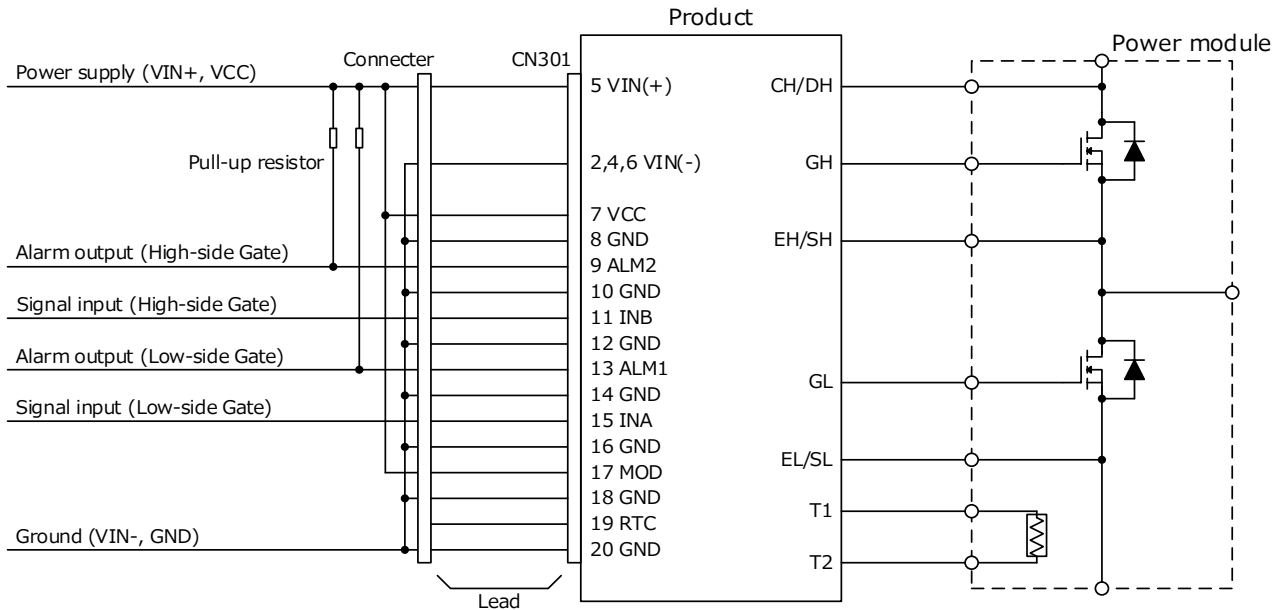 Product
Power module
Connecter
CN301
Power supply (VIN+, VCC)
Pull-up resistor
Alarm output (High-side Gate)
Signal input (High-side Gate)
Alarm output (Low-side Gate)
Signal input (Low-side Gate)
Ground (VIN-, GND)
Lead
5 VIN(+)
2,4,6 VIN(-)
7 VCC
8 GND
9 ALM2
10 GND
11 INB
12 GND
13 ALM1
14 GND
15 INA
16 GND
17 MOD
18 GND
19 RTC
20 GND
CH/DH
GH
EH/SH
GL
EL/SL
T1
T2